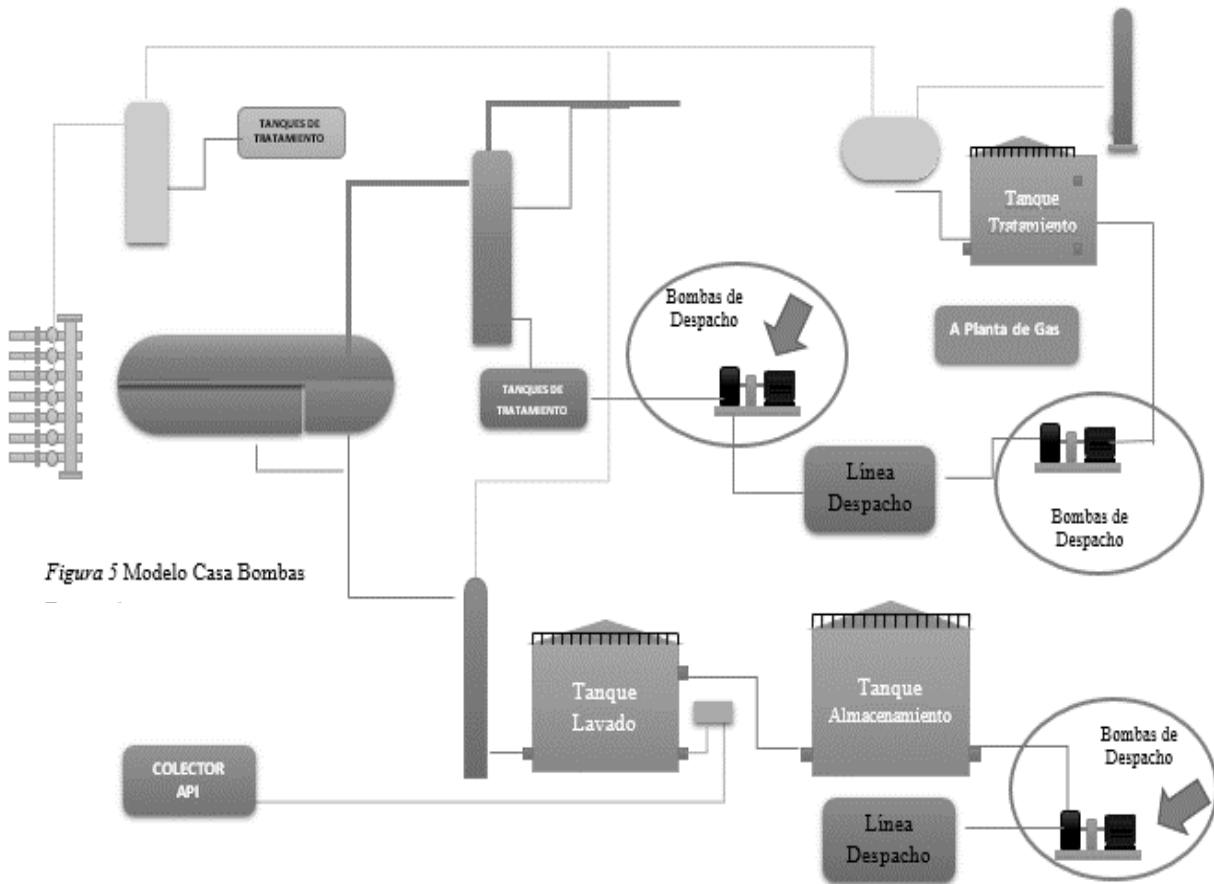 TANQUES DE
TRATAMIENTO
Tanque
Tratamiento
Bombas de
Despacho
A Planta de Gas
TANQUES DE
TRATAMIENTO
Línea
Despacho
Bombas de
Despacho
Figura 5 Modelo Casa Bombas
Tanque
Lavado
Tanque
Almacenamiento
Bombas de
Despacho
COLECTOR
API
Línea
Despacho